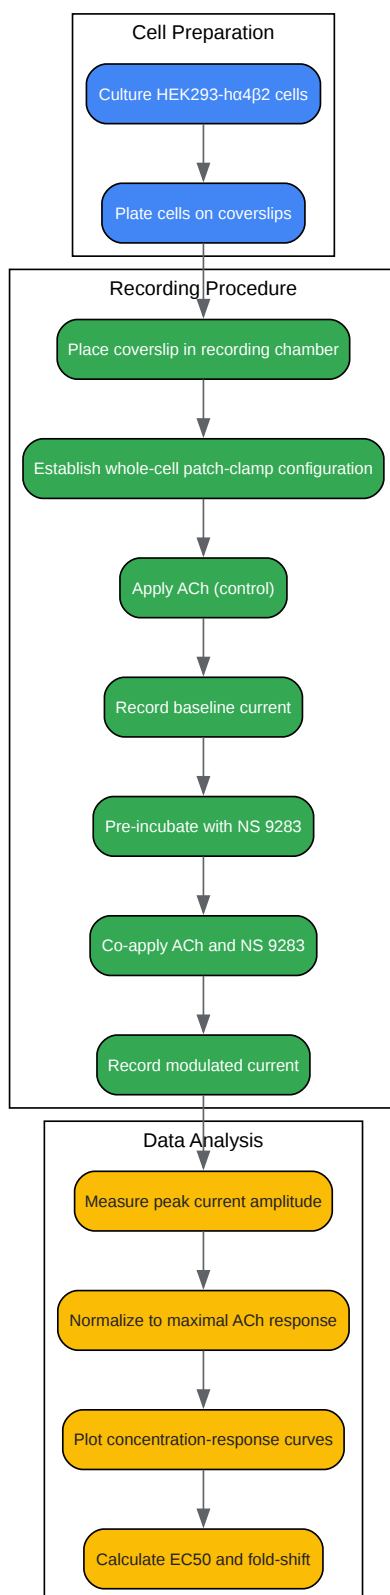 Cell Preparation
Culture HEK293-hα4β2 cells
Plate cells on coverslips
Recording Procedure
Place coverslip in recording chamber
Establish whole-cell patch-clamp configuration
Apply ACh (control)
Record baseline current
Pre-incubate with NS 9283
Co-apply ACh and NS 9283
Record modulated current
Data Analysis
Measure peak current amplitude
Normalize to maximal ACh response
Plot concentration-response curves
Calculate EC50 and fold-shift